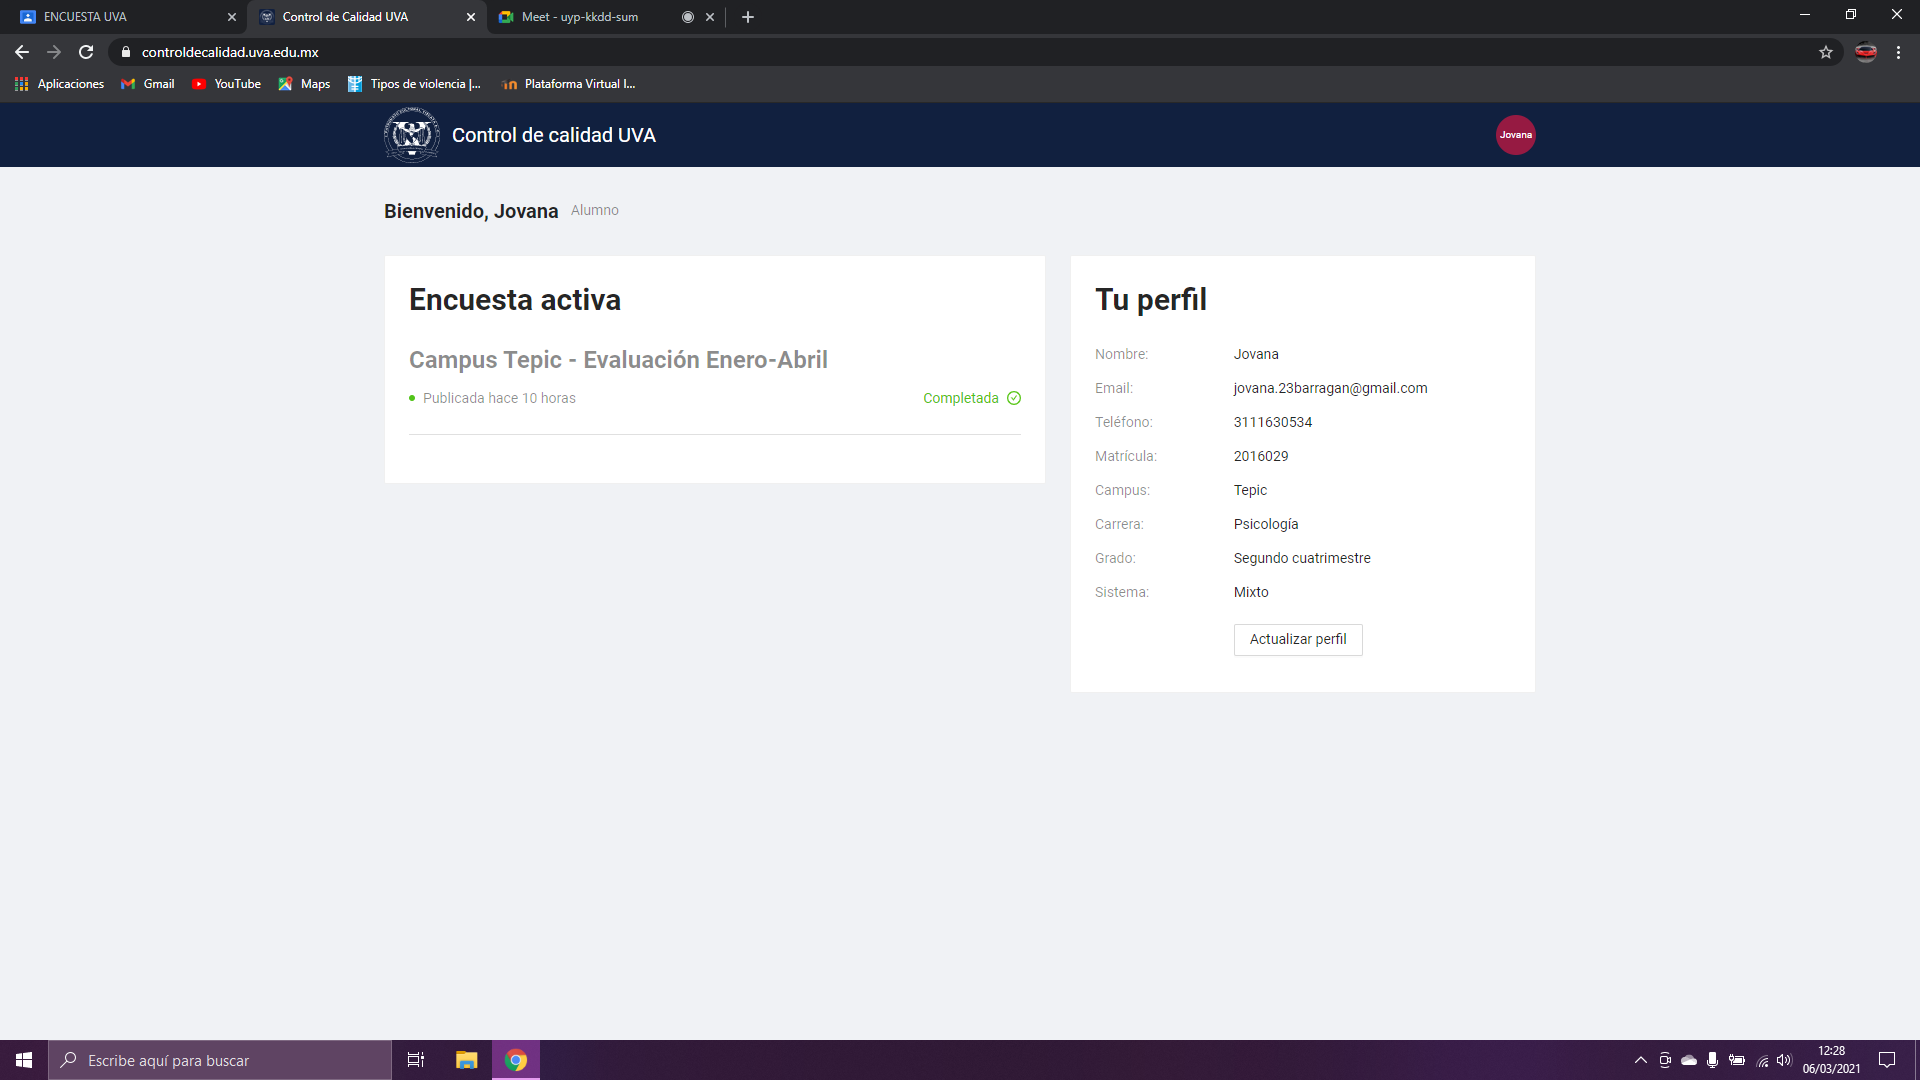 ENCUESTA UVA
Control de Calidad UVA
Meet - uyp-kkdd-sum
controldecalidad.uva.edu.mx
Aplicaciones
Gmail
YouTube
Maps
Tipos de violencia |...
Plataforma Virtual I...
Control de calidad UVA
Jovana
Bienvenido, Jovana Alumno
Encuesta activa
Campus Tepic - Evaluación Enero-Abril
Publicada hace 10 horas
Completada
Tu perfil
Nombre: Jovana
Email: jovana.23barragan@gmail.com
Teléfono: 3111630534
Matrícula: 2016029
Campus: Tepic
Carrera: Psicología
Grado: Segundo cuatrimestre
Sistema: Mixto
Actualizar perfil
Escribe aquí para buscar
12:28
06/03/2021